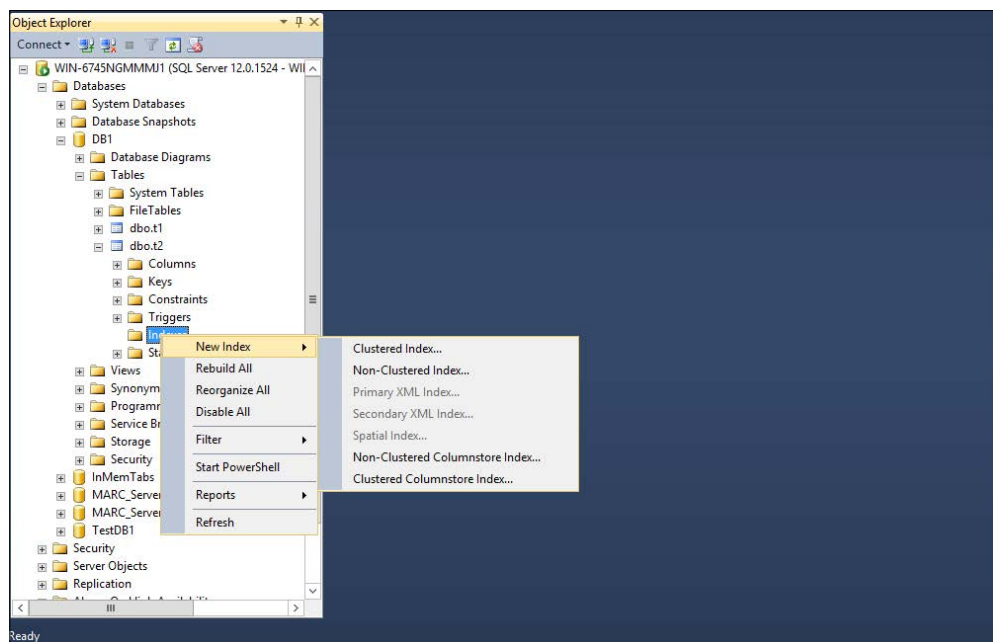 Object Explorer
Connect
WIN-6745NGMMMJ1 (SQL Server 12.0.1524 - WI
Databases
System Databases
Database Snapshots
DB1
Database Diagrams
Tables
System Tables
FileTables
dbo.t1
dbo.t2
Columns
Keys
Constraints
Triggers
Indexes
Sta
Views
Synonym
Programm
Service Br
Storage
Security
InMemTabs
MARC_Server
MARC_Server
TestDB1
Security
Server Objects
Replication
New Index
Rebuild All
Reorganize All
Disable All
Filter
Start PowerShell
Reports
Refresh
Clustered Index...
Non-Clustered Index...
Primary XML Index...
Secondary XML Index...
Spatial Index...
Non-Clustered Columnstore Index...
Clustered Columnstore Index...
Ready